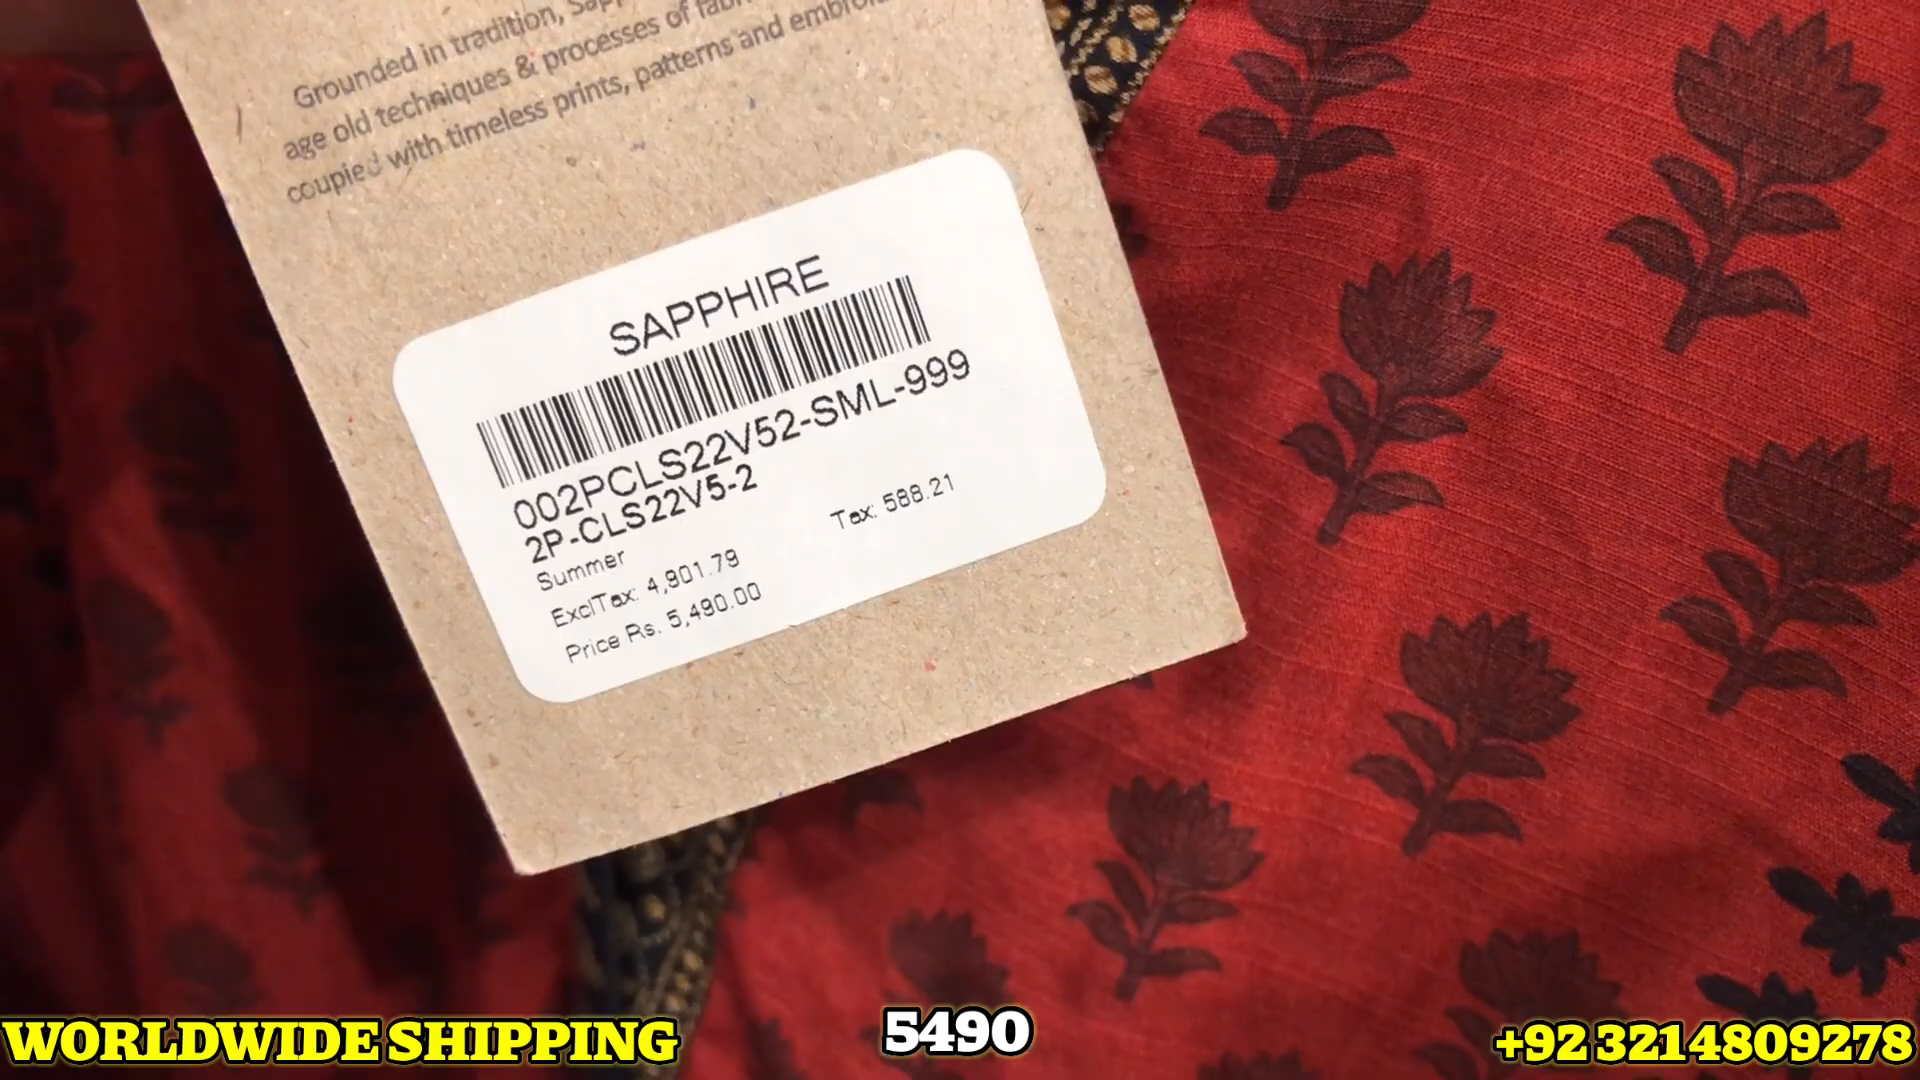 Grounded in tradition,
age old techniques & processes of
coupled with timeless prints, patterns and
SAPPHIRE
002PCLS22V52-SML-999
2P-CLS22V5-2
Summer
Tax: 588.21
ExclTax: 4,901.79
Price Rs. 5,490.00
WORLDWIDE SHIPPING
5490
+92 3214809278